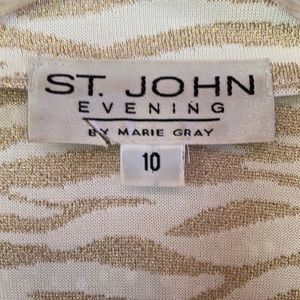 ST. JOHN
EVENING
BY MARIE GRAY
10